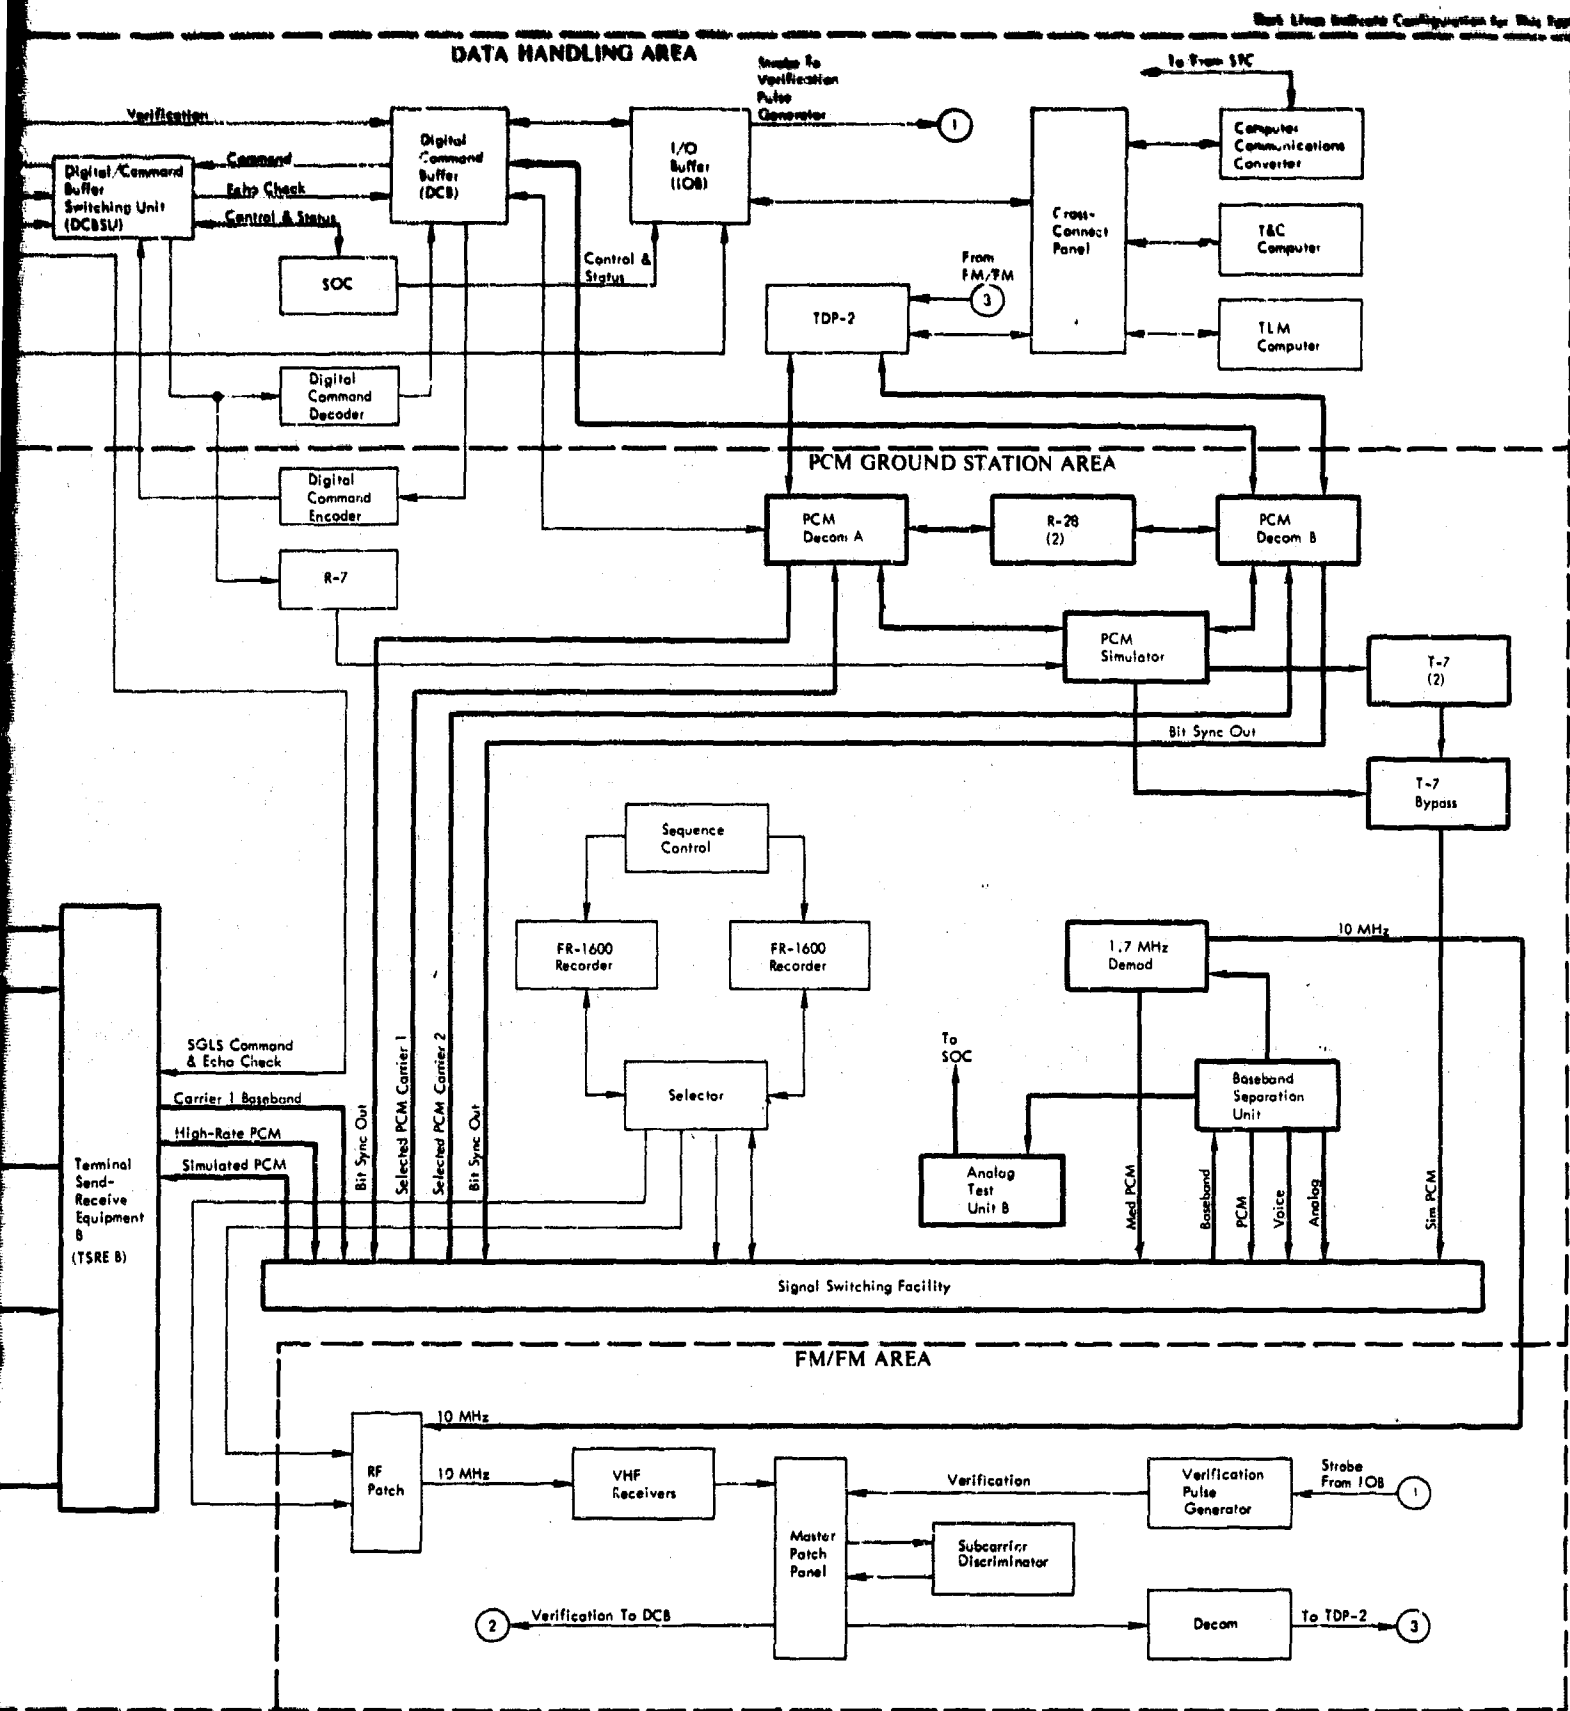 Dark Lines Indicate Configuration for This
DATA HANDLING AREA
Strobe To
Verification
Pulse
Generator
1
To From STC
Verification
Digital
Command
Buffer
(DCB)
I/O
Buffer
(IOB)
Computer
Communications
Converter
Command
Echo Check
Control & Status
Digital/Command
Buffer
Switching Unit
(DCBSU)
Cross-
Connect
Panel
T&C
Computer
SOC
Control &
Status
From
FM/FM
3
TDP-2
TLM
Computer
Digital
Command
Decoder
PCM GROUND STATION AREA
Digital
Command
Encoder
PCM
Decom A
R-28
(2)
PCM
Decom B
R-7
PCM
Simulator
T-7
(2)
Bit Sync Out
T-7
Bypass
Sequence
Control
FR-1600
Recorder
FR-1600
Recorder
1.7 MHz
Demod
10 MHz
SGLS Command
& Echo Check
To
SOC
Selector
Baseband
Separation
Unit
Carrier 1 Baseband
High-Rate PCM
Simulated PCM
Bit Sync Out
Selected PCM Carrier 1
Selected PCM Carrier 2
Bit Sync Out
Terminal
Send-
Receive
Equipment
B
(TSRE B)
Analog
Test
Unit B
Med PCM
Baseband
PCM
Voice
Analog
Sim PCM
Signal Switching Facility
FM/FM AREA
10 MHz
RF
Patch
10 MHz
VHF
Receivers
Verification
Verification
Pulse
Generator
Strobe
From IOB
1
Master
Patch
Panel
Subcarrier
Discriminator
2
Verification To DCB
Decom
To TDP-2
3